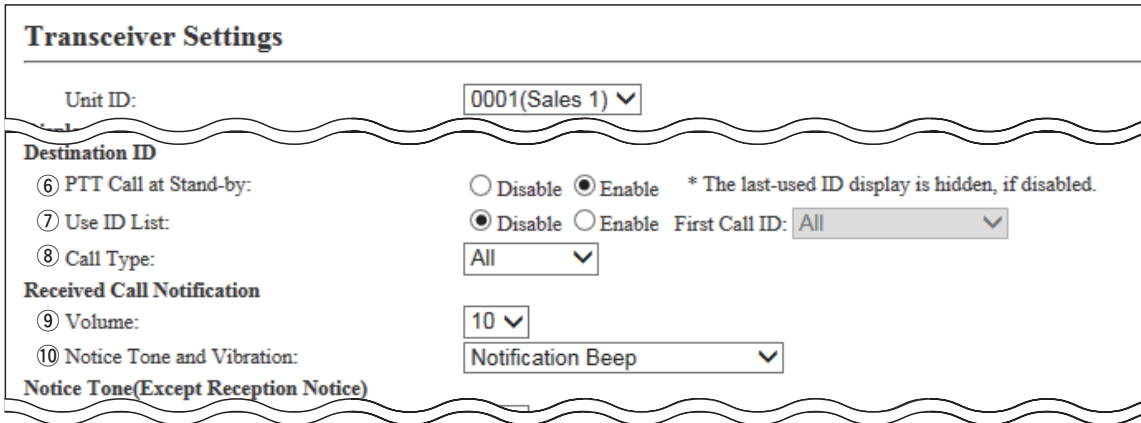 Transceiver Settings
Unit ID: 0001(Sales 1)
Destination ID
⑥ PTT Call at Stand-by: Disable Enable * The last-used ID display is hidden, if disabled.
⑦ Use ID List: Disable Enable First Call ID: All
⑧ Call Type: All
Received Call Notification
⑨ Volume: 10
⑩ Notice Tone and Vibration: Notification Beep
Notice Tone(Except Reception Notice)